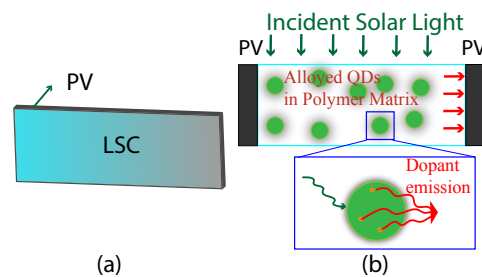 PV
LSC
(a)
Incident Solar Light
PV
PV
Alloyed QDs
in Polymer Matrix
Dopant
emission
(b)